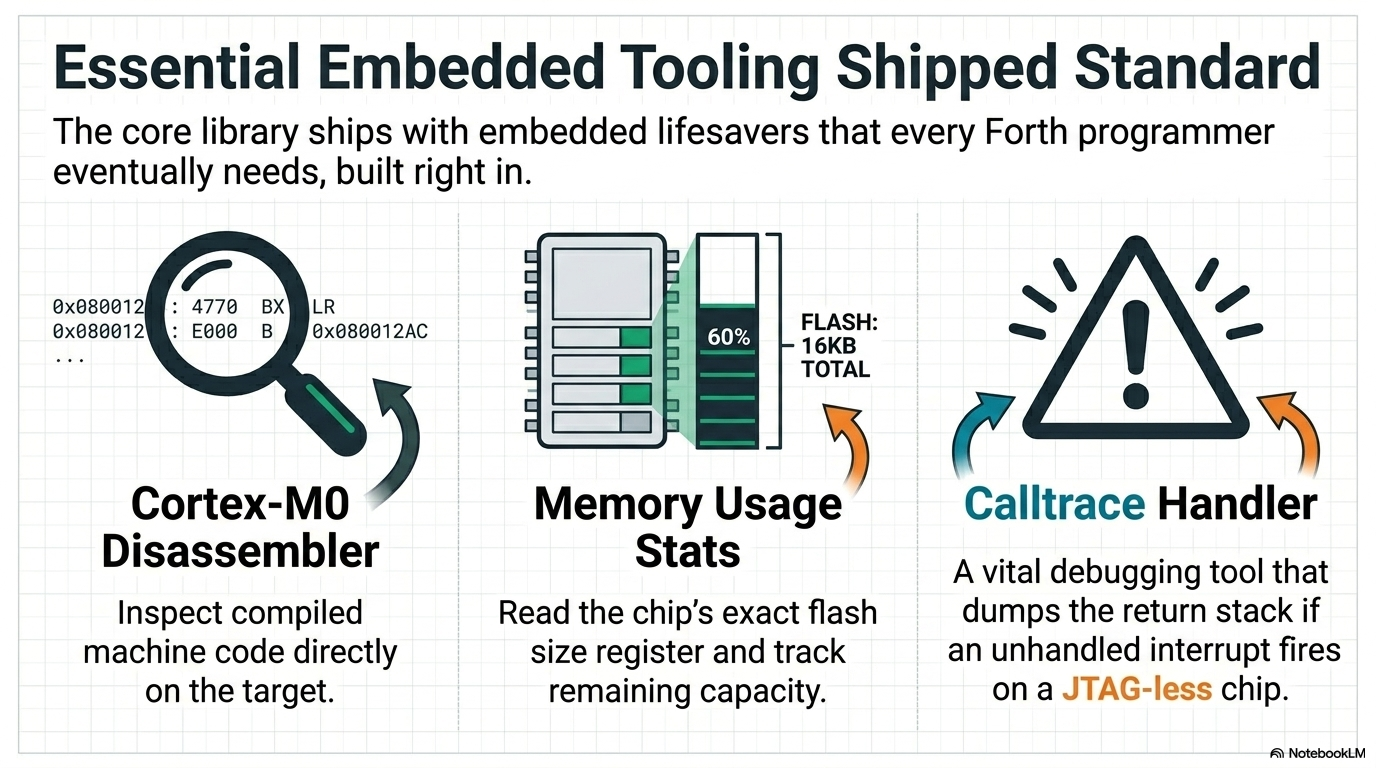 Essential Embedded Tooling Shipped Standard
The core library ships with embedded lifesavers that every Forth programmer
eventually needs, built right in.
0x080012 : 4770 BX LR
0x080012 : E000 B 0x080012AC
...
60%
FLASH:
16KB
TOTAL
Cortex-M0
Disassembler
Inspect compiled
machine code directly
on the target.
Memory Usage
Stats
Read the chip's exact flash
size register and track
remaining capacity.
Calltrace Handler
A vital debugging tool that
dumps the return stack if
an unhandled interrupt fires
on a JTAG-less chip.
NotebookLM